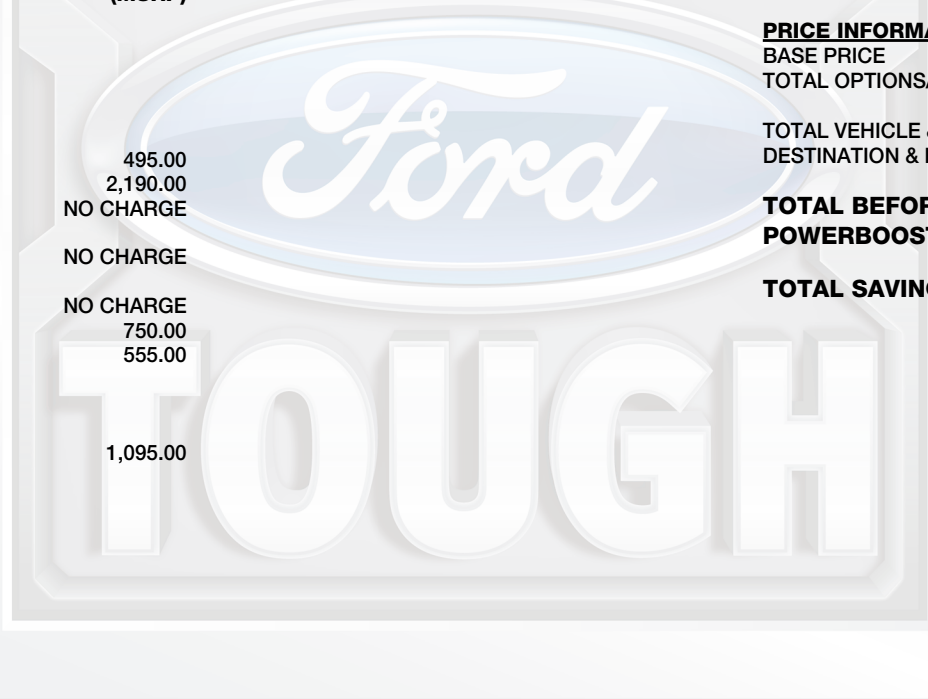 (MSRP)
495.00
2,190.00
NO CHARGE
NO CHARGE
NO CHARGE
750.00
555.00
1,095.00
PRICE INFORMA
BASE PRICE
TOTAL OPTIONS
TOTAL VEHICLE &
DESTINATION &
TOTAL BEFOR
POWERBOOST
TOTAL SAVIN
Ford
TOUGH